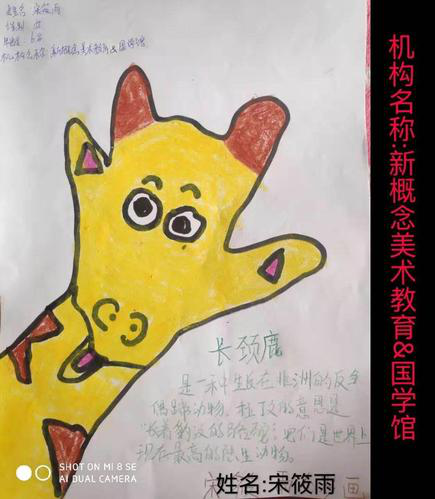 姓名 宋筱雨
性别 女
年龄 6岁
机构名称 新概念美术教育&国学馆
机构名称:新概念美术教育&国学馆
长颈鹿
是一种生长在非洲的反刍
偶蹄动物,拉丁的意思是
“长着豹纹的骆驼”,它们是世界上
现存最高的陆生动物。
姓名:宋筱雨
画
SHOT ON MI 8 SE
AI DUAL CAMERA